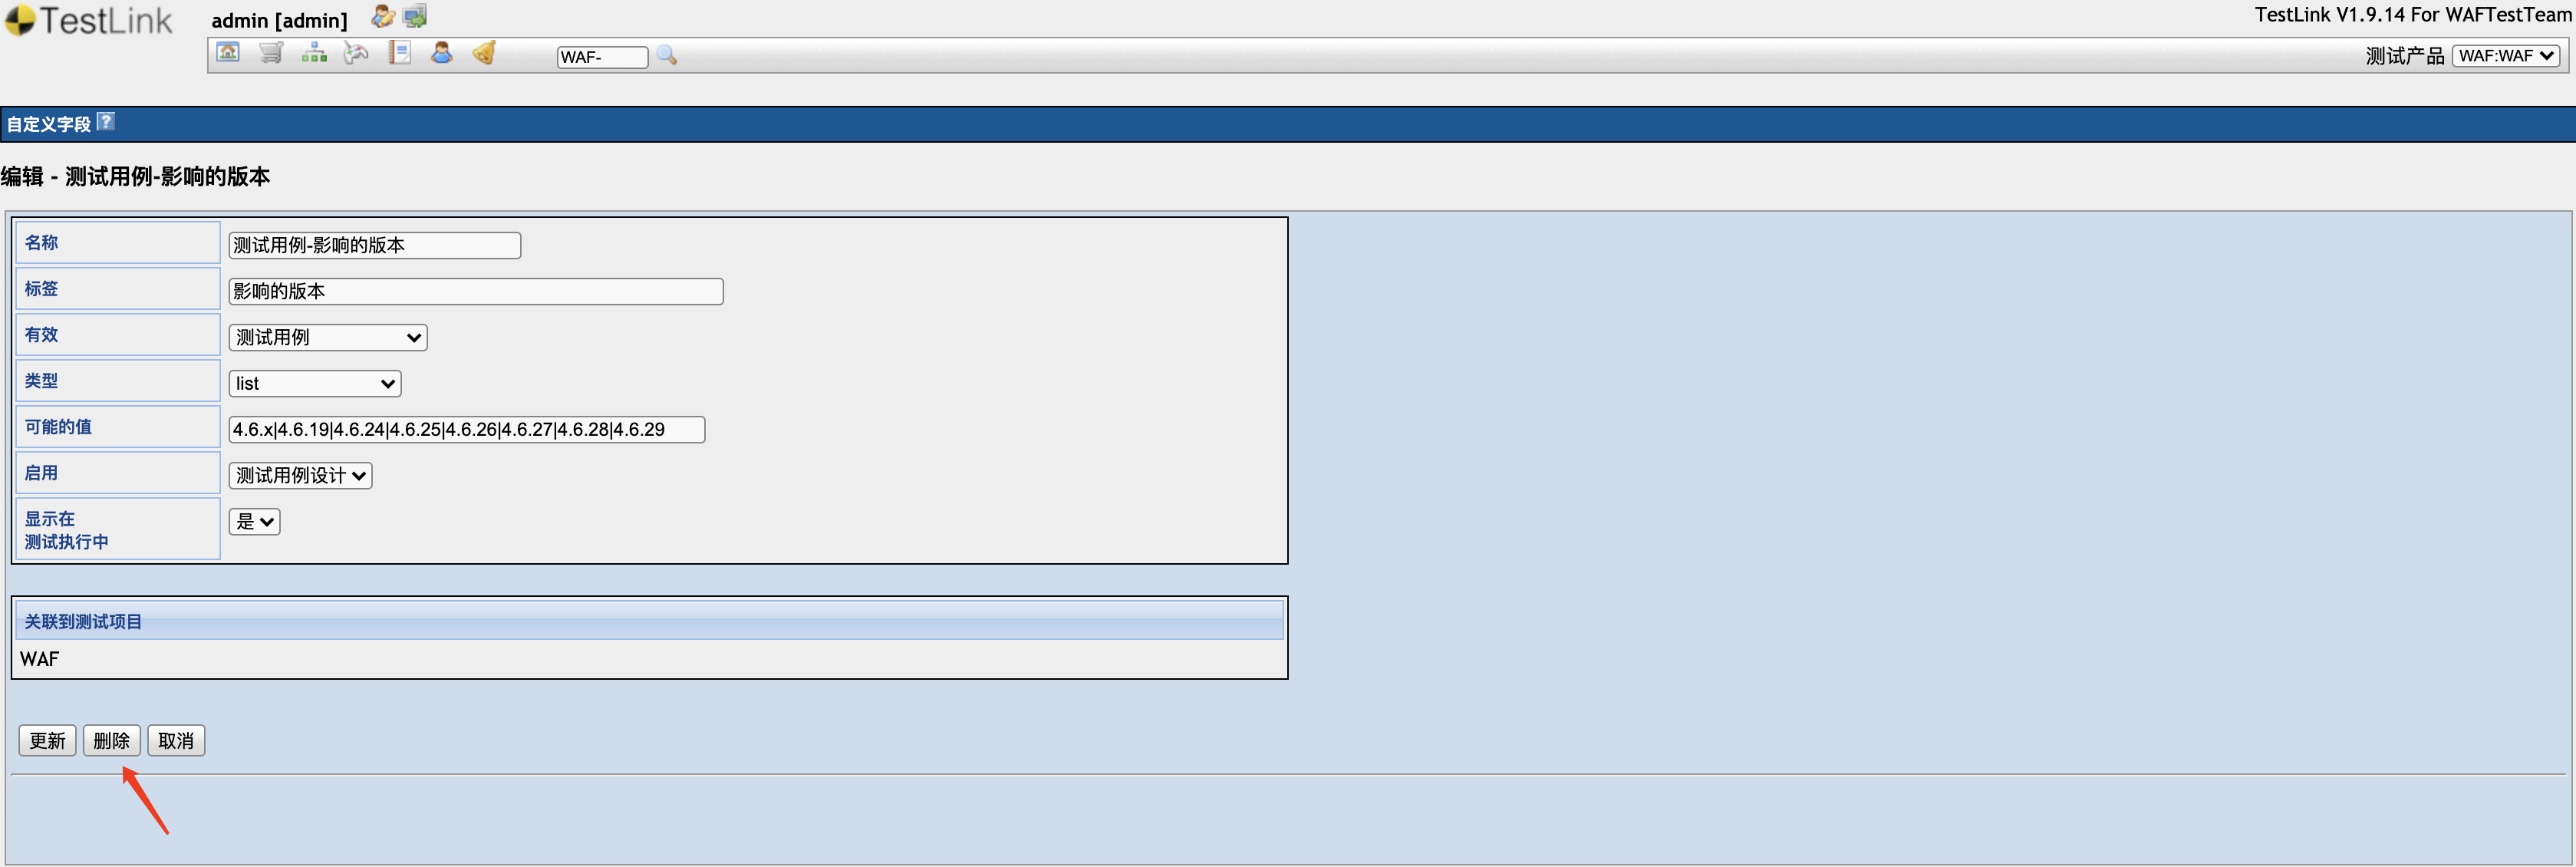 TestLink
admin [admin]
TestLink V1.9.14 For WAFTestTeam
WAF-
测试产品 WAF:WAF
自定义字段 ?
编辑 - 测试用例-影响的版本
名称 测试用例-影响的版本
标签 影响的版本
有效 测试用例
类型 list
可能的值 4.6.x|4.6.19|4.6.24|4.6.25|4.6.26|4.6.27|4.6.28|4.6.29
启用 测试用例设计
显示在
测试执行中 是
关联到测试项目
WAF
更新 删除 取消